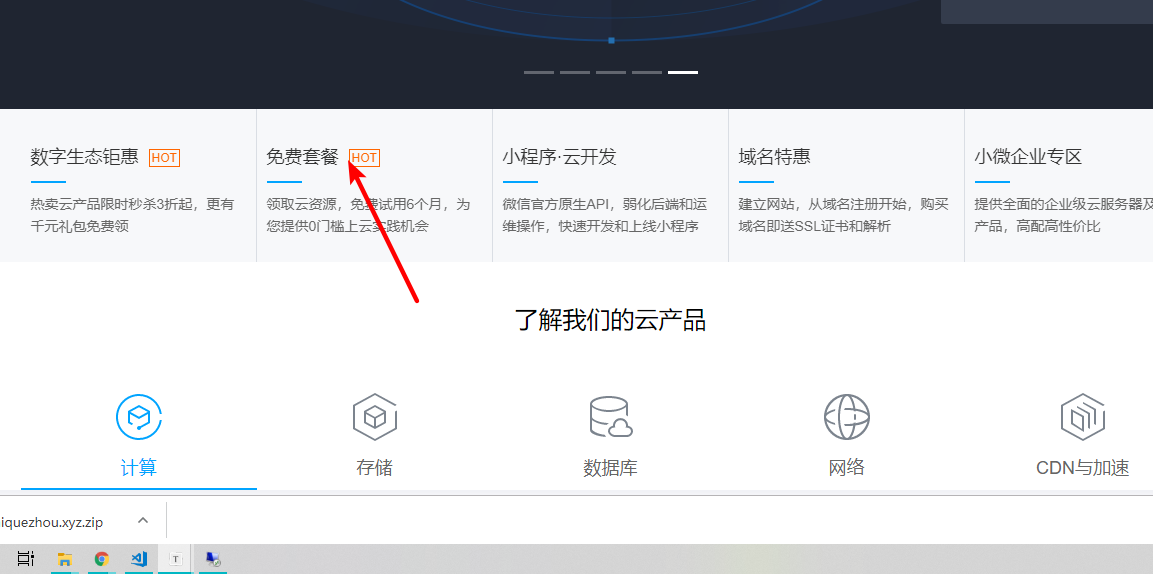 数字生态钜惠 HOT
热卖云产品限时秒杀3折起，更有
千元礼包免费领
免费套餐 HOT
领取云资源，免费试用6个月，为
您提供0门槛上云实践机会
小程序·云开发
微信官方原生API，弱化后端和运
维操作，快速开发和上线小程序
域名特惠
建立网站，从域名注册开始，购买
域名即送SSL证书和解析
小微企业专区
提供全面的企业级云服务器及
产品，高配高性价比
了解我们的云产品
计算
存储
数据库
网络
CDN与加速
iquezhou.xyz.zip
T